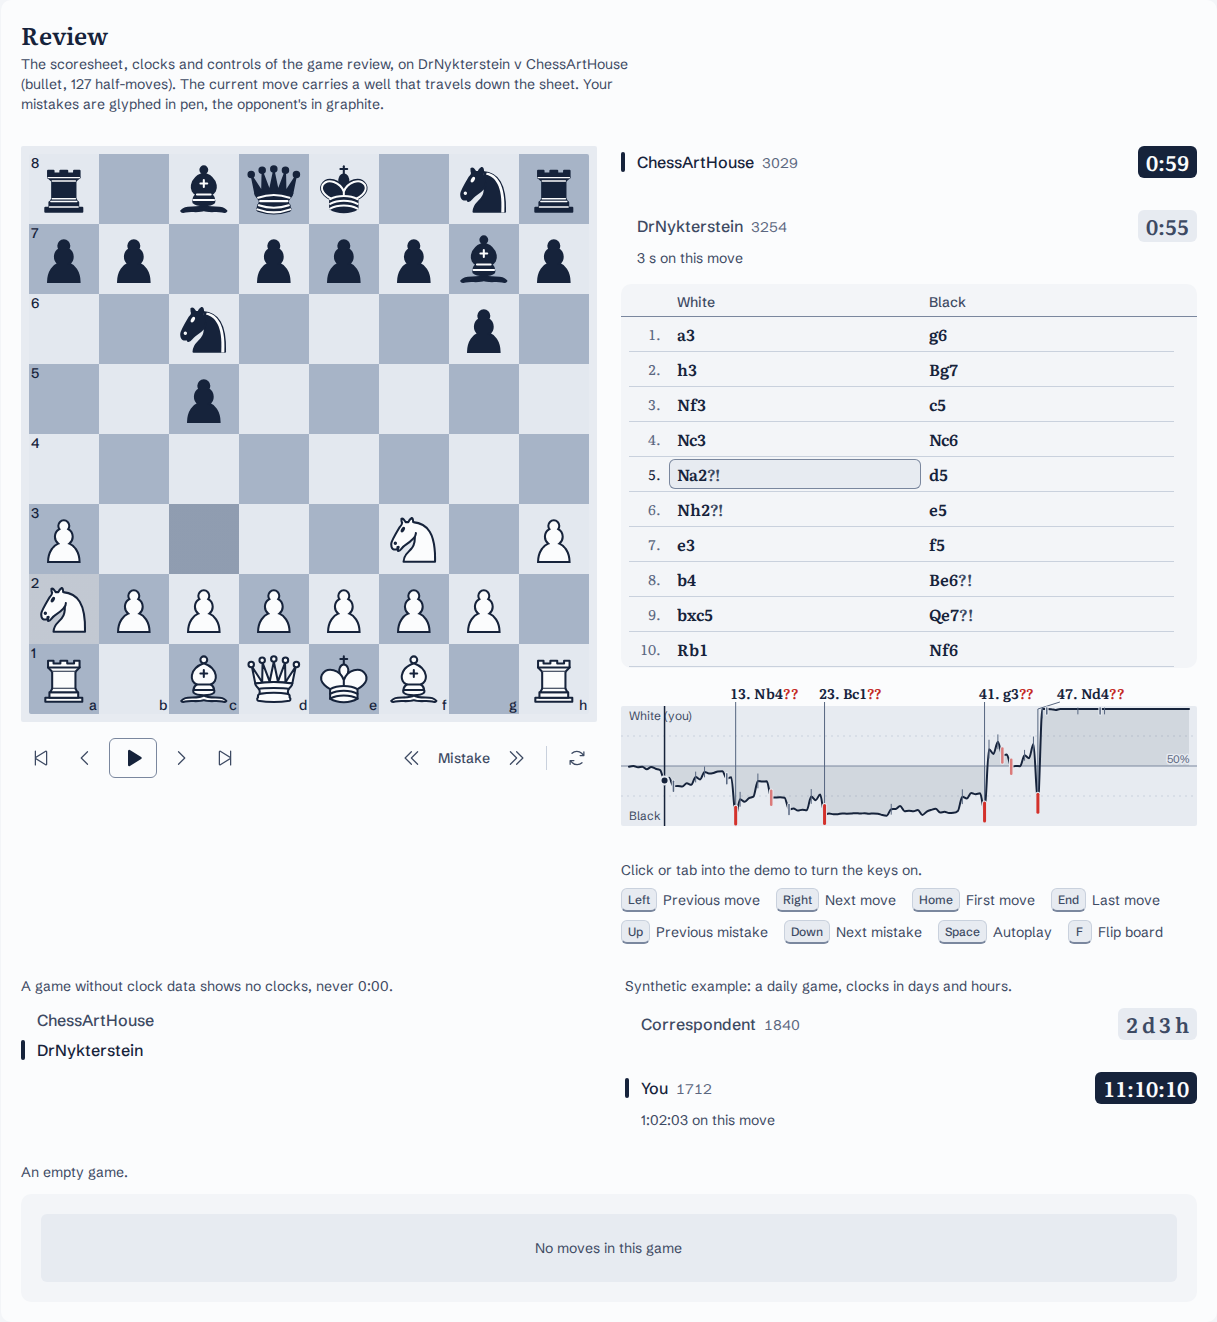 Review
The scoresheet, clocks and controls of the game review, on DrNykterstein v ChessArtHouse
(bullet, 127 half-moves). The current move carries a well that travels down the sheet. Your
mistakes are glyphed in pen, the opponent's in graphite.
8
7
6
5
4
3
2
1
a b c d e f g h
Mistake
ChessArtHouse 3029 0:59
DrNykterstein 3254 0:55
3 s on this move
White Black
1. a3 g6
2. h3 Bg7
3. Nf3 c5
4. Nc3 Nc6
5. Na2?! d5
6. Nh2?! e5
7. e3 f5
8. b4 Be6?!
9. bxc5 Qe7?!
10. Rb1 Nf6
13. Nb4?? 23. Bc1?? 41. g3?? 47. Nd4??
White (you)
50%
Black
Click or tab into the demo to turn the keys on.
Left Previous move Right Next move Home First move End Last move
Up Previous mistake Down Next mistake Space Autoplay F Flip board
A game without clock data shows no clocks, never 0:00.
ChessArtHouse
DrNykterstein
Synthetic example: a daily game, clocks in days and hours.
Correspondent 1840 2 d 3 h
You 1712 11:10:10
1:02:03 on this move
An empty game.
No moves in this game